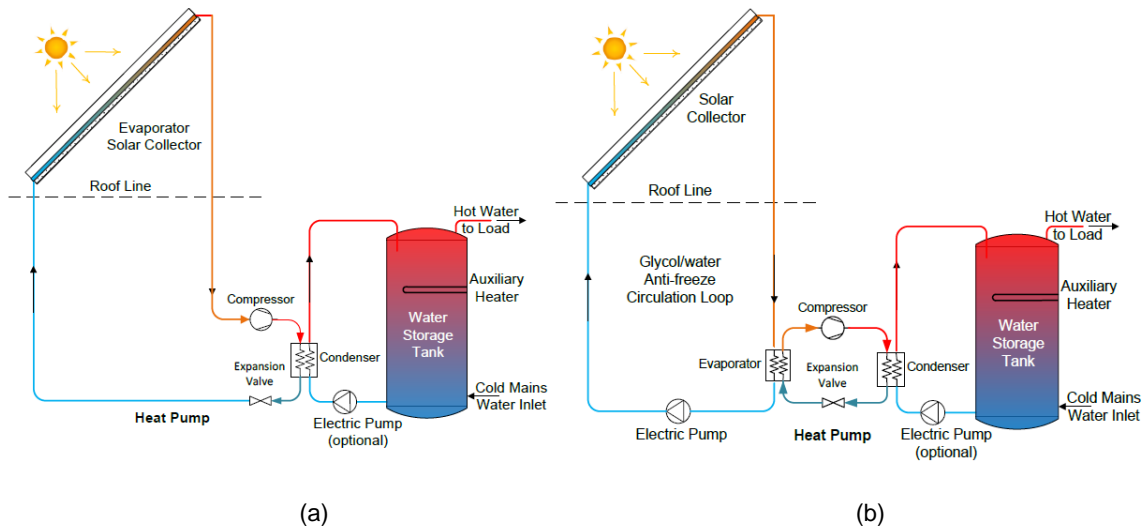 Evaporator
Solar Collector
Roof Line
Hot Water
to Load
Compressor
Auxiliary
Heater
Water
Storage
Tank
Condenser
Expansion
Valve
Cold Mains
Water Inlet
Heat Pump
Electric Pump
(optional)
(a)
Solar
Collector
Roof Line
Hot Water
to Load
Glycol/water
Anti-freeze
Circulation Loop
Compressor
Auxiliary
Heater
Water
Storage
Tank
Evaporator
Expansion
Valve
Condenser
Cold Mains
Water Inlet
Electric Pump
Heat Pump
Electric Pump
(optional)
(b)